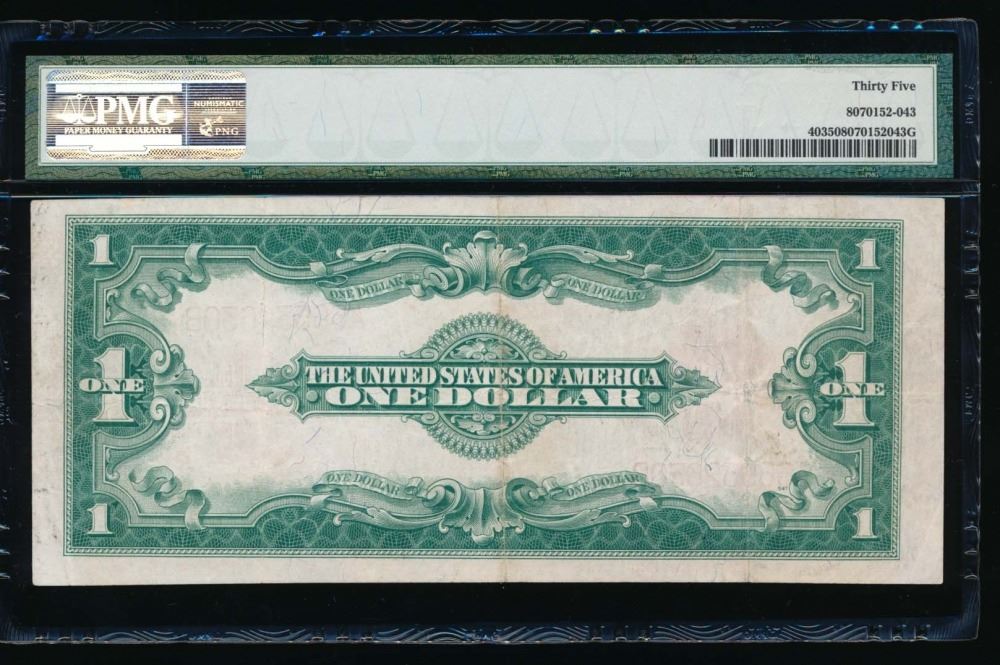 PMG
PAPER MONEY GUARANTY
NUMISMATIC
PNG
Thirty Five
8070152-043
403508070152043G
1
1
ONE DOLLAR
ONE DOLLAR
1
ONE
THE UNITED STATES OF AMERICA
ONE DOLLAR
1
ONE
ONE DOLLAR
ONE DOLLAR
1
1